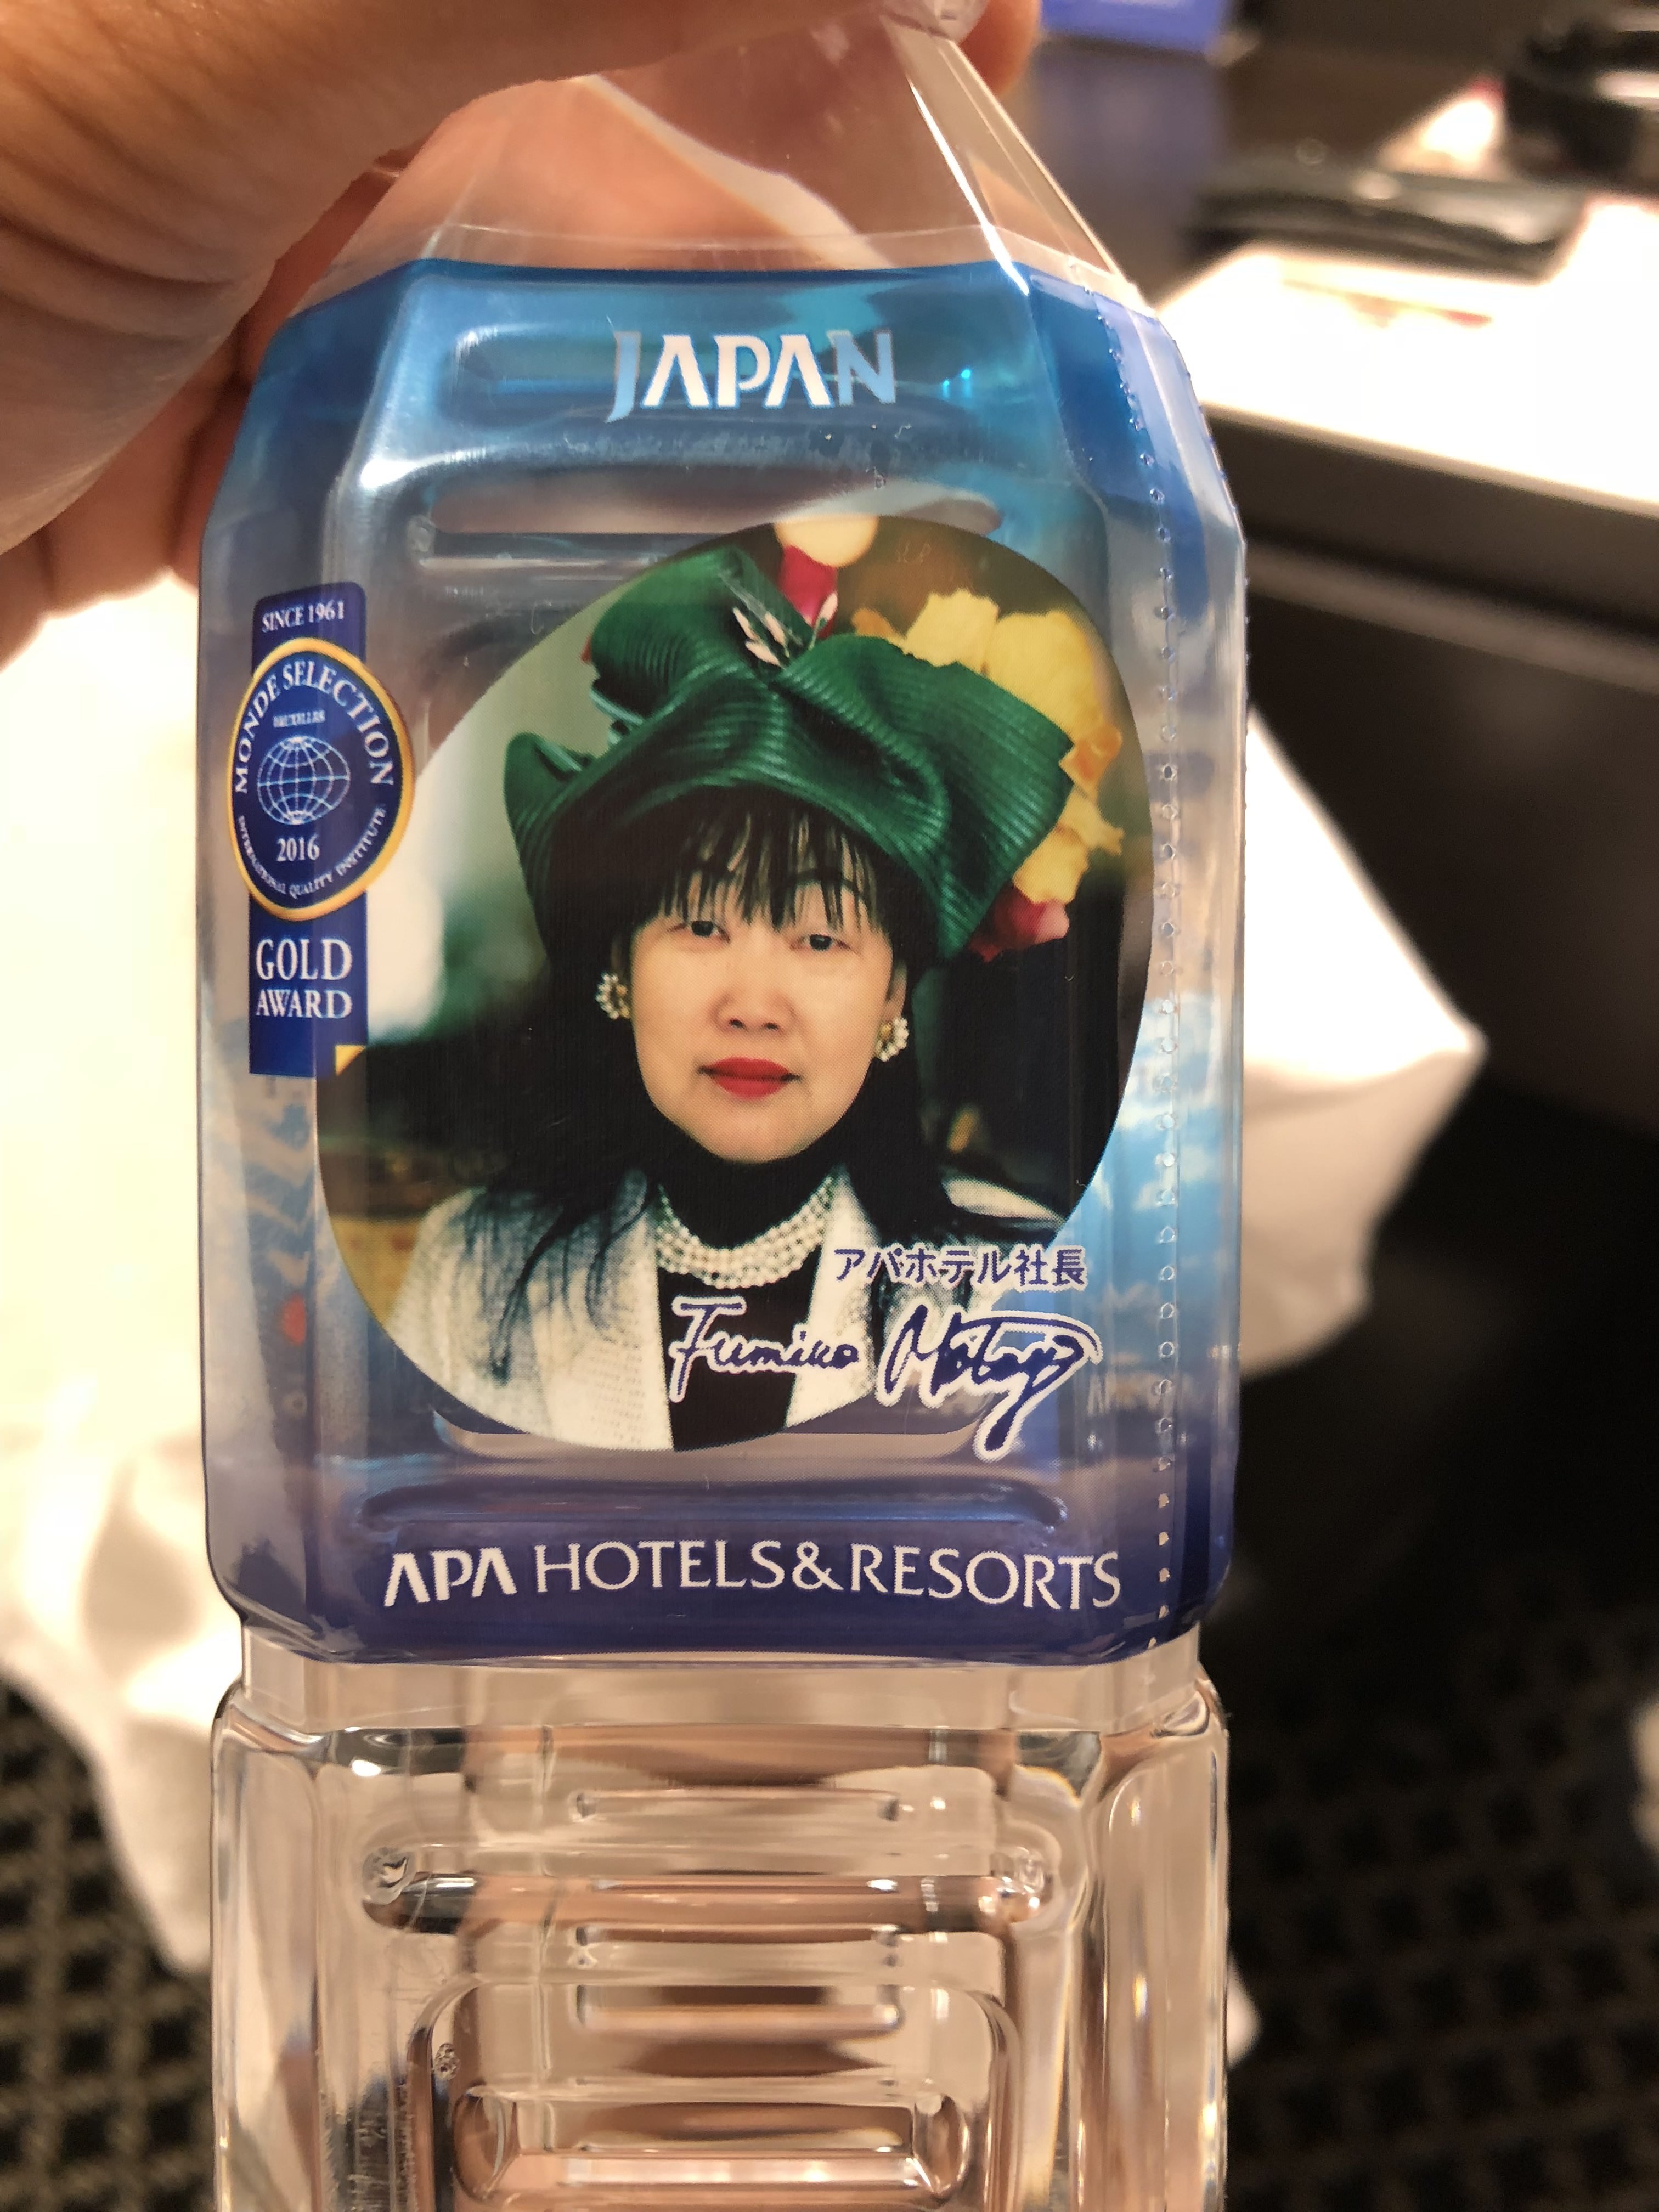 JAPAN
SINCE 1961
MONDE SELECTION
BRUXELLES
2016
INTERNATIONAL QUALITY INSTITUTE
GOLD
AWARD
アパホテル社長
Fumiko Motoya
APA HOTELS&RESORTS